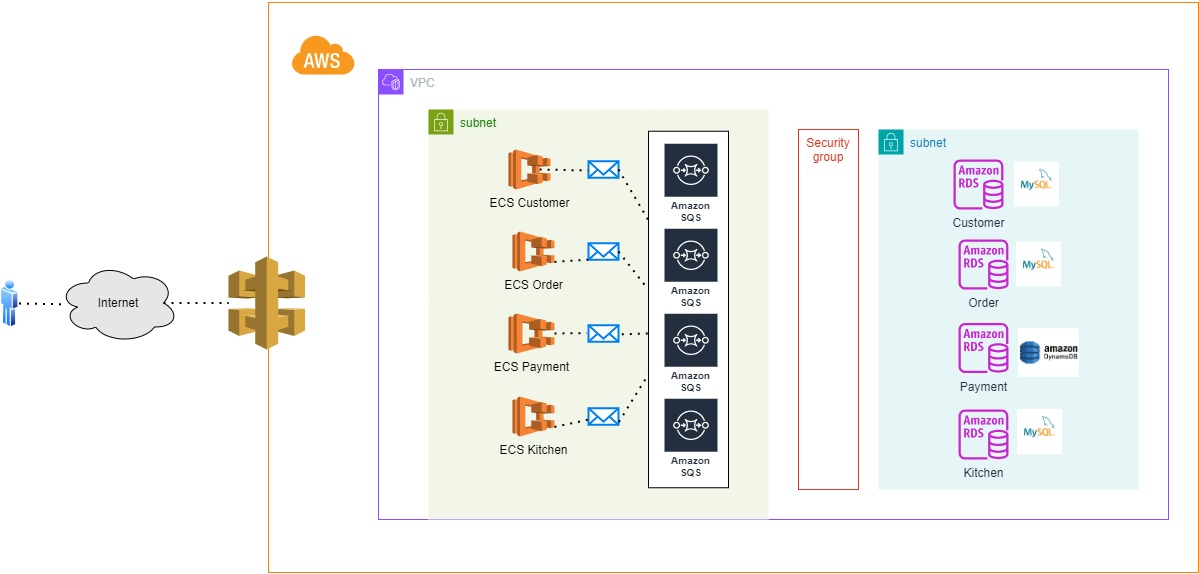 AWS
VPC
subnet
ECS Customer
ECS Order
ECS Payment
ECS Kitchen
Amazon
SQS
Amazon
SQS
Amazon
SQS
Amazon
SQS
Internet
Security
group
subnet
Amazon
RDS
MySQL
Customer
Amazon
RDS
MySQL
Order
Amazon
RDS
amazon
DynamoDB
Payment
Amazon
RDS
MySQL
Kitchen